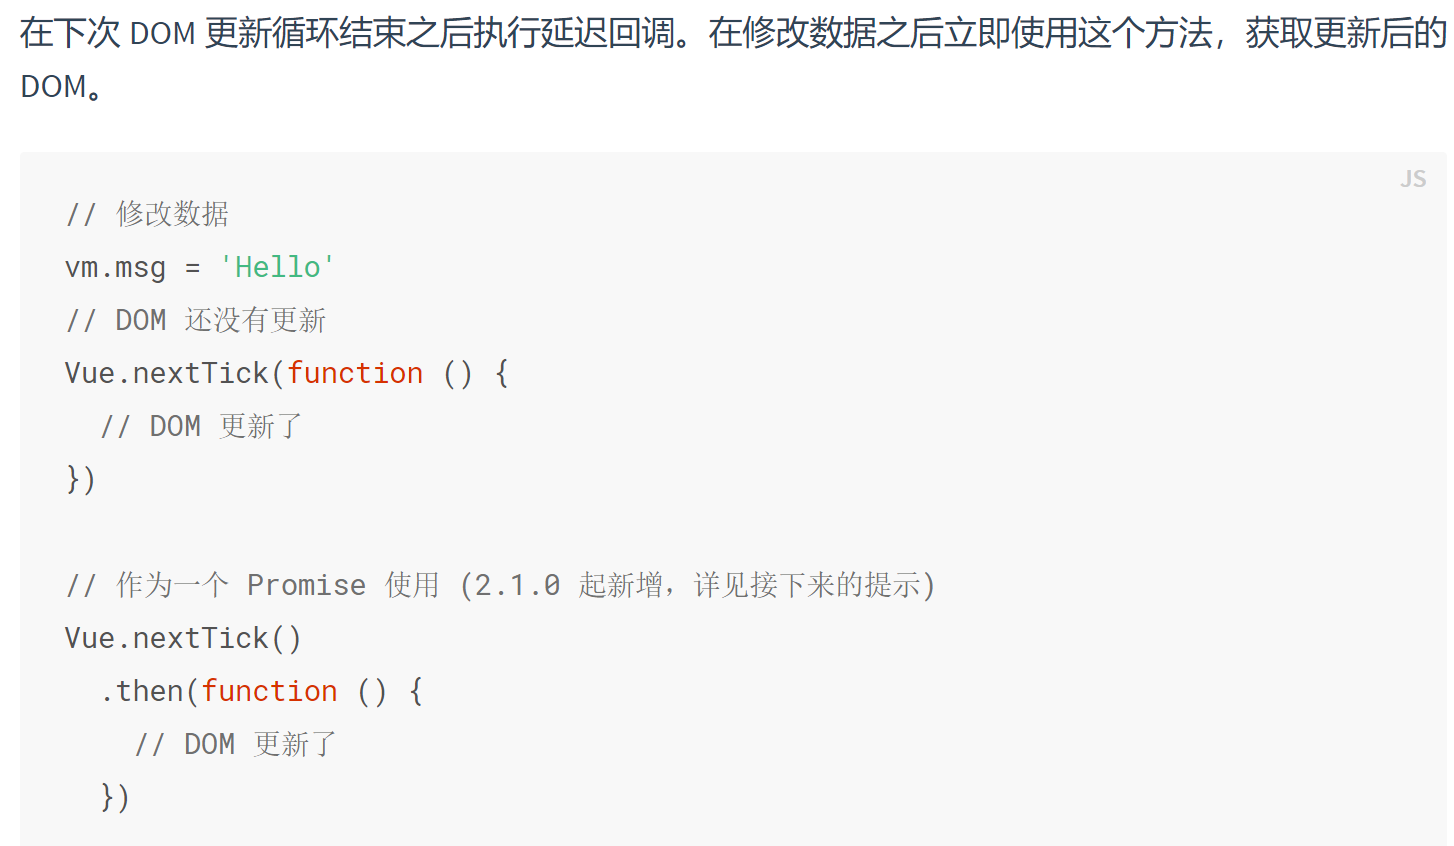 在下次 DOM 更新循环结束之后执行延迟回调。在修改数据之后立即使用这个方法，获取更新后的
DOM。
JS
// 修改数据
vm.msg = 'Hello'
// DOM 还没有更新
Vue.nextTick(function () {
  // DOM 更新了
})

// 作为一个 Promise 使用 (2.1.0 起新增，详见接下来的提示)
Vue.nextTick()
  .then(function () {
    // DOM 更新了
  })